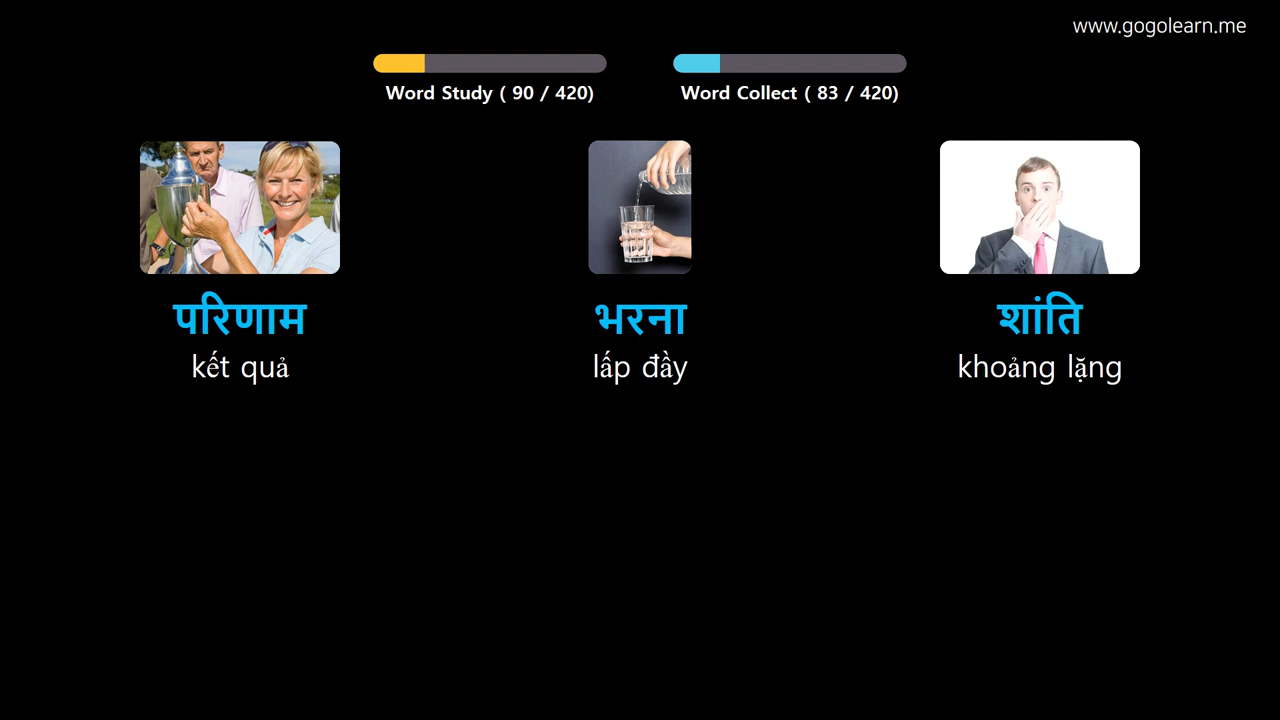 www.gogolearn.me
Word Study ( 90 / 420)
Word Collect ( 83 / 420)
परिणाम
kết quả
भरना
lấp đầy
शांति
khoảng lặng